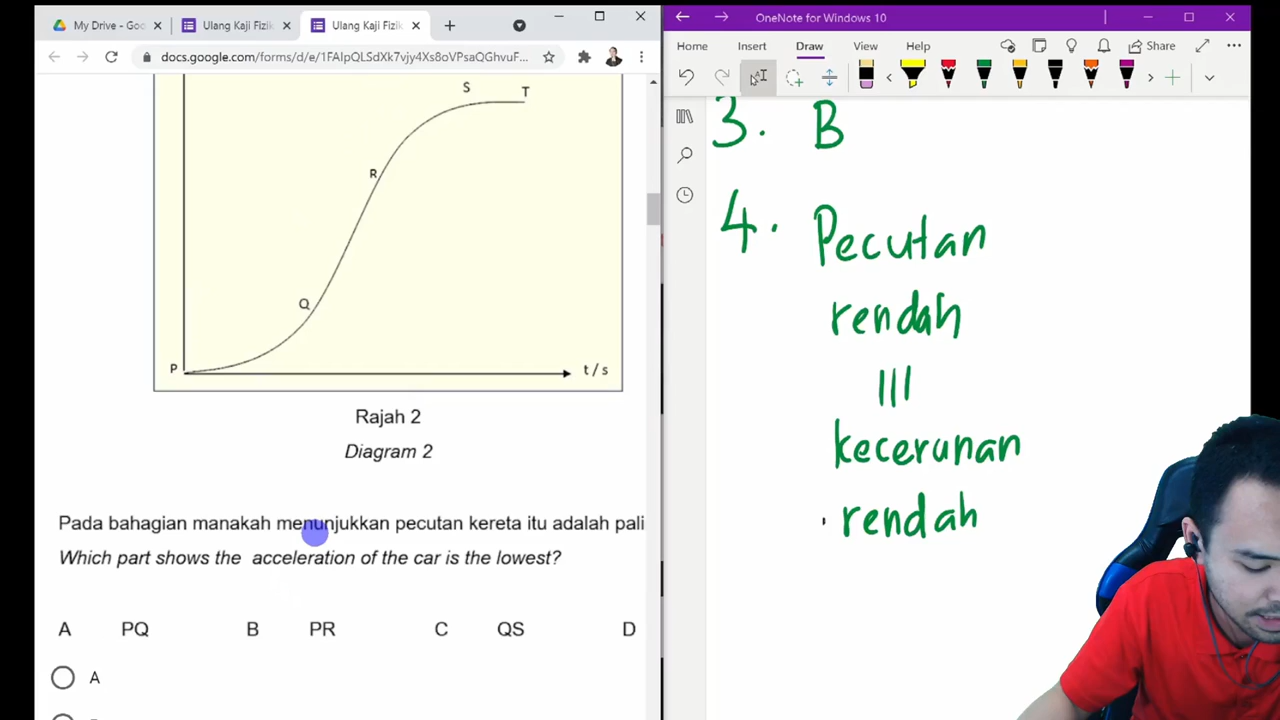 My Drive - Goo
Ulang Kaji Fizik
Ulang Kaji Fizik
docs.google.com/forms/d/e/1FAIpQLSdXk7vjy4Xs8oVPsaQGhvuF...
S
T
R
Q
P
t / s
Rajah 2
Diagram 2
Pada bahagian manakah menunjukkan pecutan kereta itu adalah pali
Which part shows the acceleration of the car is the lowest?
A PQ B PR C QS D
A
OneNote for Windows 10
Home Insert Draw View Help Share
3. B
4. Pecutan
rendah
|||
kecerunan
rendah